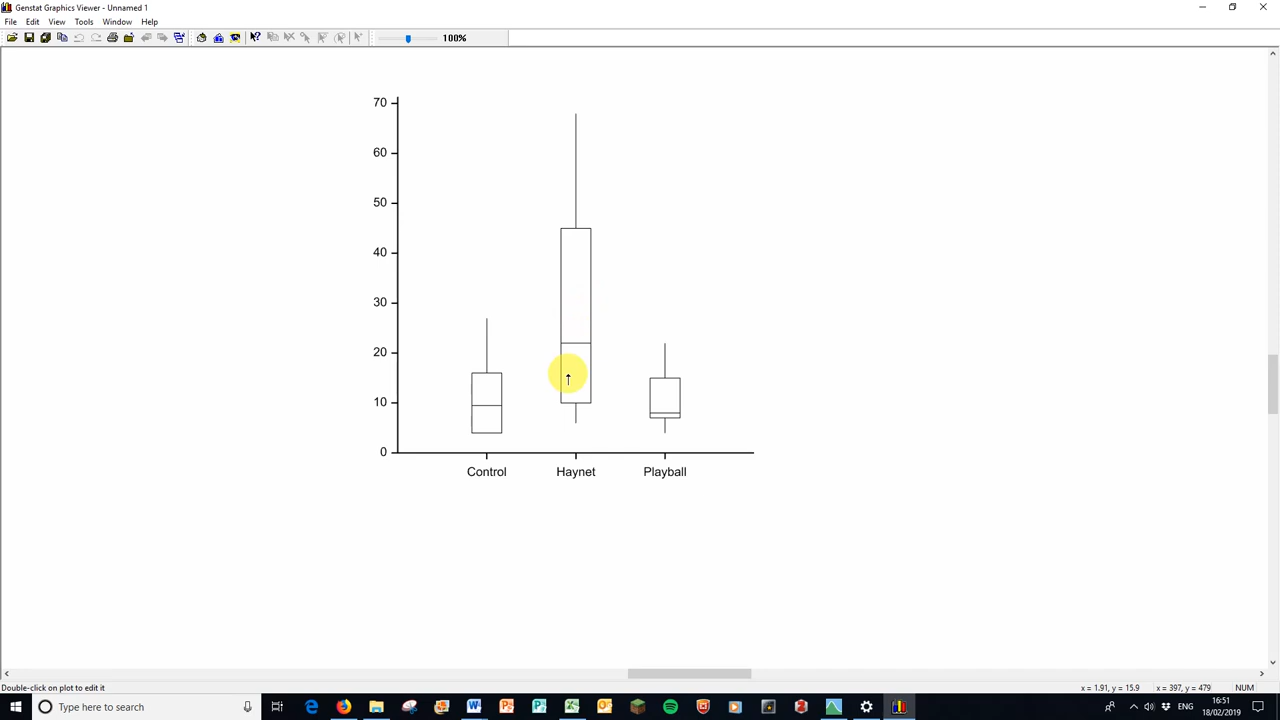 Genstat Graphics Viewer - Unnamed 1
File Edit View Tools Window Help
100%
70
60
50
40
30
20
10
0
Control Haynet Playball
Double-click on plot to edit it x = 1.91, y = 15.9 x = 397, y = 479 NUM
Type here to search ENG 16:51
18/02/2019